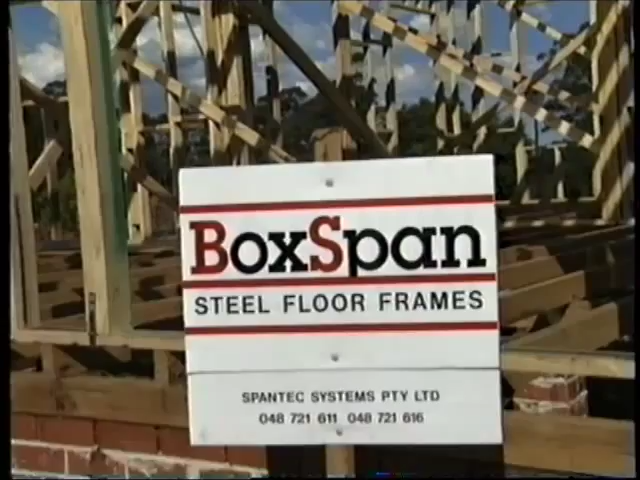 BoxSpan
STEEL FLOOR FRAMES
SPANTEC SYSTEMS PTY LTD
048 721 611 048 721 616